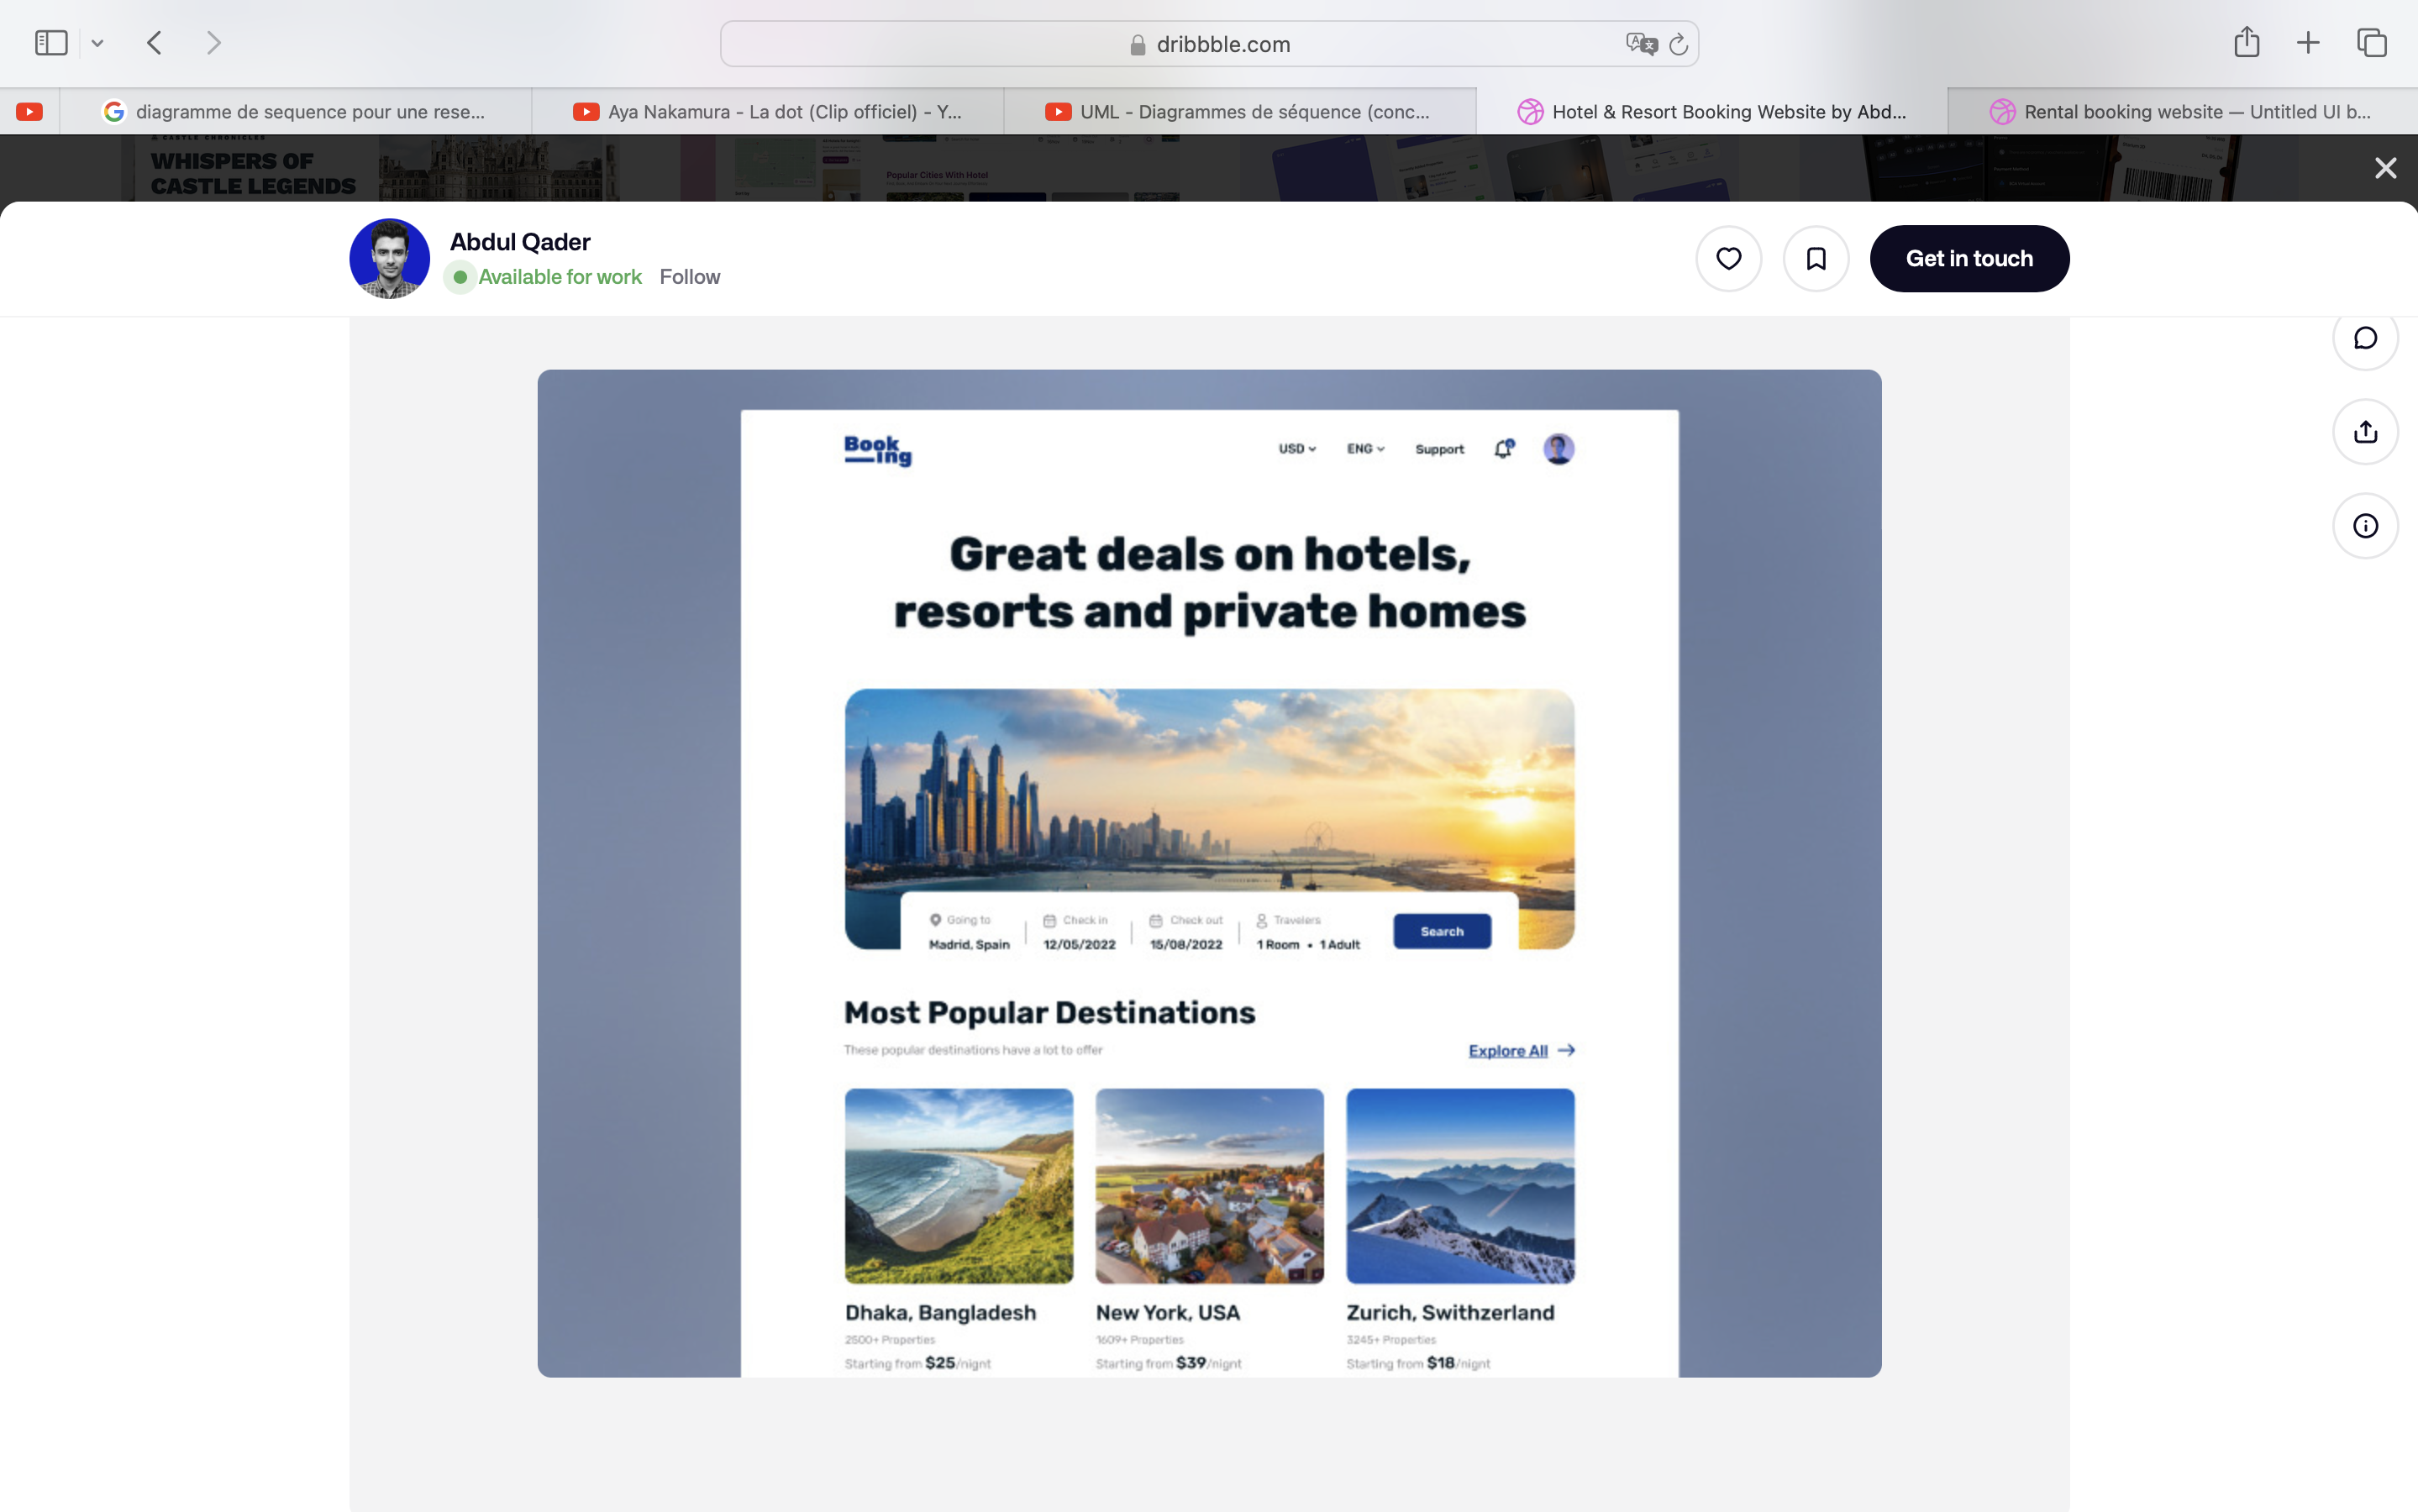 dribbble.com
diagramme de sequence pour une rese...
Aya Nakamura - La dot (Clip officiel) - Y...
UML - Diagrammes de séquence (conc...
Hotel & Resort Booking Website by Abd...
Rental booking website — Untitled UI b...
WHISPERS OF
CASTLE LEGENDS
Popular Cities With Hotel
Abdul Qader
Available for work Follow
Get in touch
Book
ing
USD ENG Support
Great deals on hotels,
resorts and private homes
Going to Check in Check out Travelers
Madrid, Spain 12/05/2022 15/08/2022 1 Room • 1 Adult
Search
Most Popular Destinations
These popular destinations have a lot to offer
Explore All
Dhaka, Bangladesh New York, USA Zurich, Swithzerland
2500+ Properties 1609+ Properties 3245+ Properties
Starting from $25/nignt Starting from $39/nignt Starting from $18/nignt